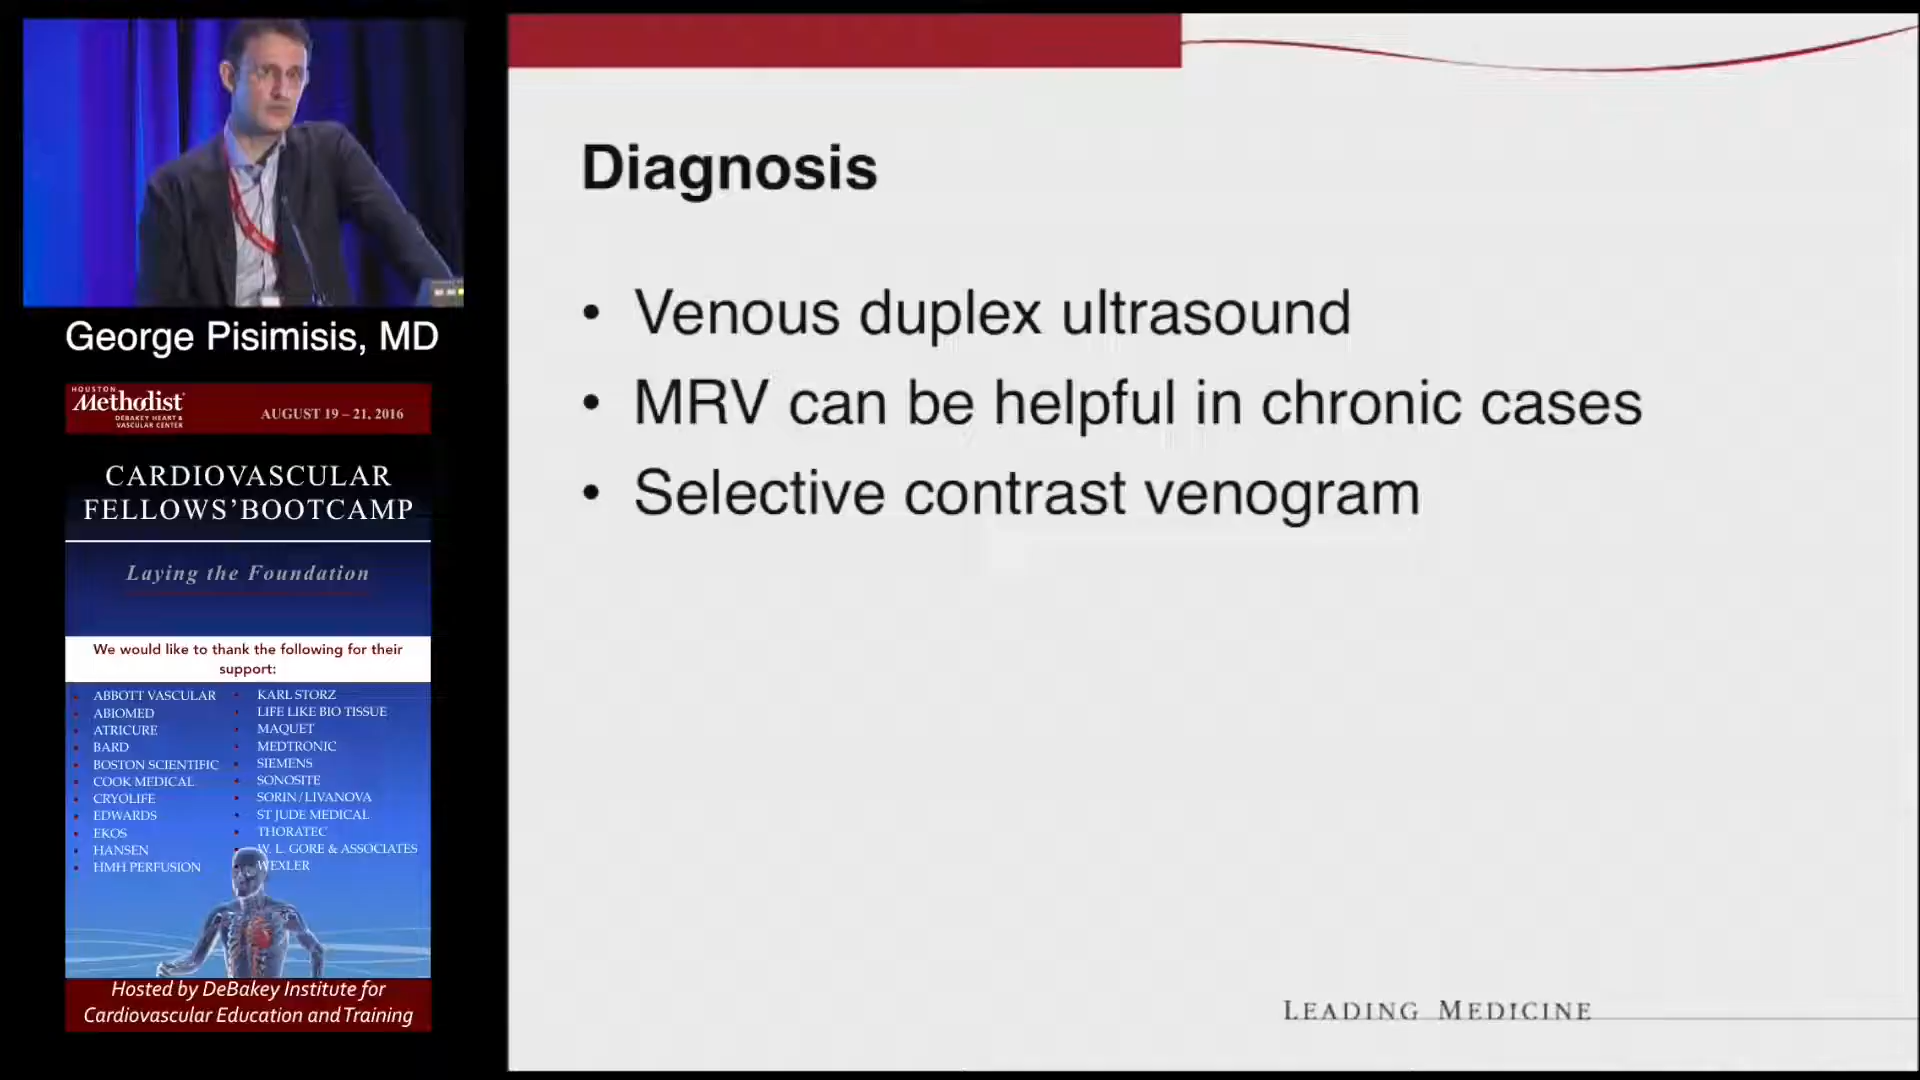 George Pisimisis, MD
HOUSTON
Methodist
DEBAKEY HEART &
VASCULAR CENTER
AUGUST 19 – 21, 2016
CARDIOVASCULAR
FELLOWS'BOOTCAMP
Laying the Foundation
We would like to thank the following for their
support:
ABBOTT VASCULAR
ABIOMED
ATRICURE
BARD
BOSTON SCIENTIFIC
COOK MEDICAL
CRYOLIFE
EDWARDS
EKOS
HANSEN
HMH PERFUSION
KARL STORZ
LIFE LIKE BIO TISSUE
MAQUET
MEDTRONIC
SIEMENS
SONOSITE
SORIN / LIVANOVA
ST JUDE MEDICAL
THORATEC
W. L. GORE & ASSOCIATES
WEXLER
Hosted by DeBakey Institute for
Cardiovascular Education and Training
Diagnosis
• Venous duplex ultrasound
• MRV can be helpful in chronic cases
• Selective contrast venogram
LEADING MEDICINE